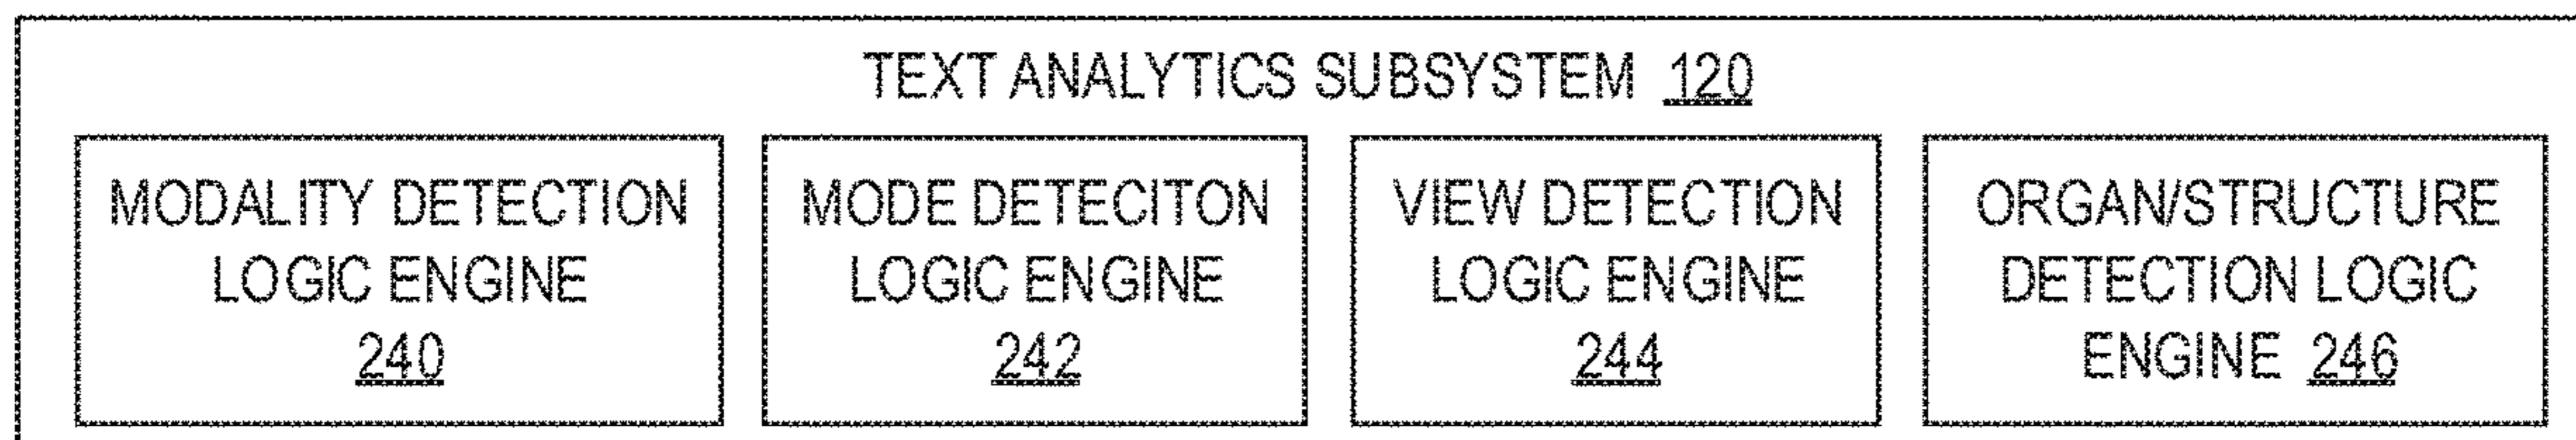 TEXT ANALYTICS SUBSYSTEM 120
MODALITY DETECTION
LOGIC ENGINE
240
MODE DETECITON
LOGIC ENGINE
242
VIEW DETECTION
LOGIC ENGINE
244
ORGAN/STRUCTURE
DETECTION LOGIC
ENGINE 246